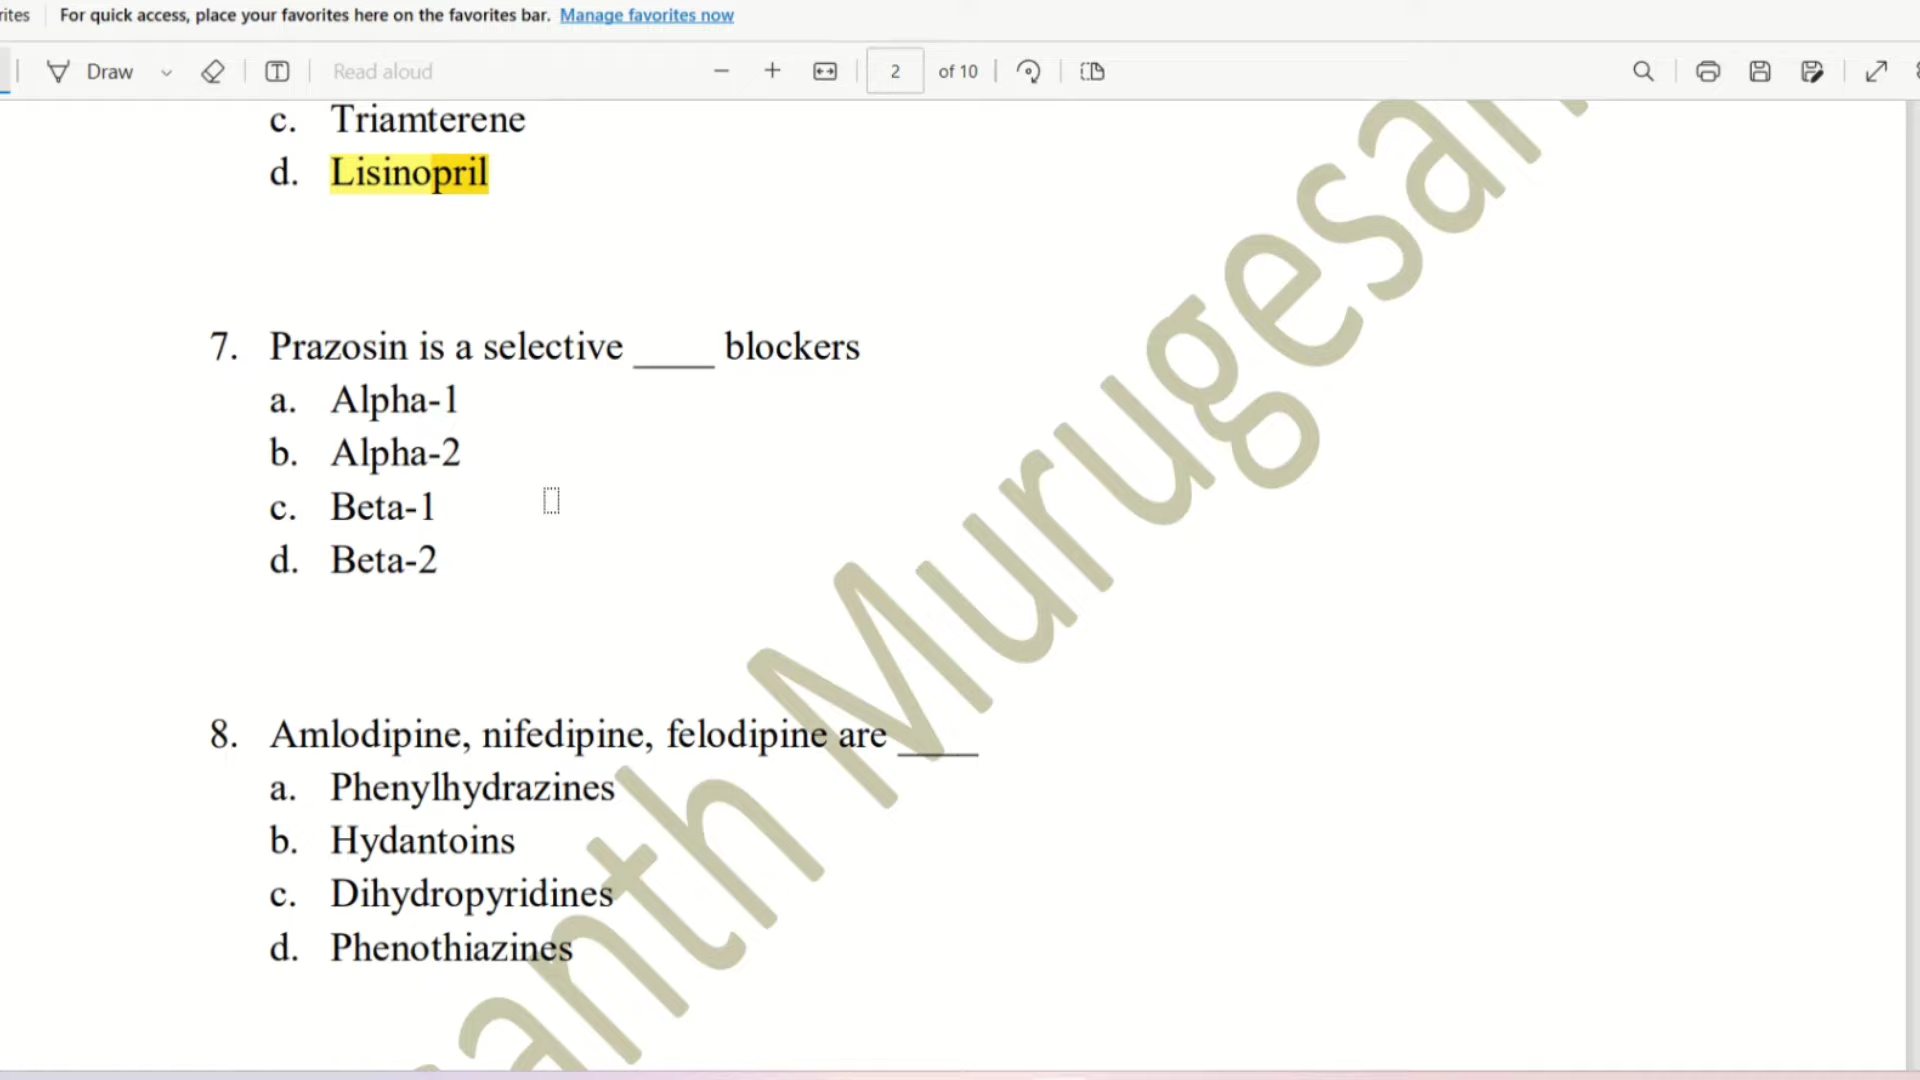 rites For quick access, place your favorites here on the favorites bar. Manage favorites now
Draw Read aloud 2 of 10
c. Triamterene
d. Lisinopril
7. Prazosin is a selective ____ blockers
a. Alpha-1
b. Alpha-2
c. Beta-1
d. Beta-2
8. Amlodipine, nifedipine, felodipine are ____
a. Phenylhydrazines
b. Hydantoins
c. Dihydropyridines
d. Phenothiazines
anth Murugesan